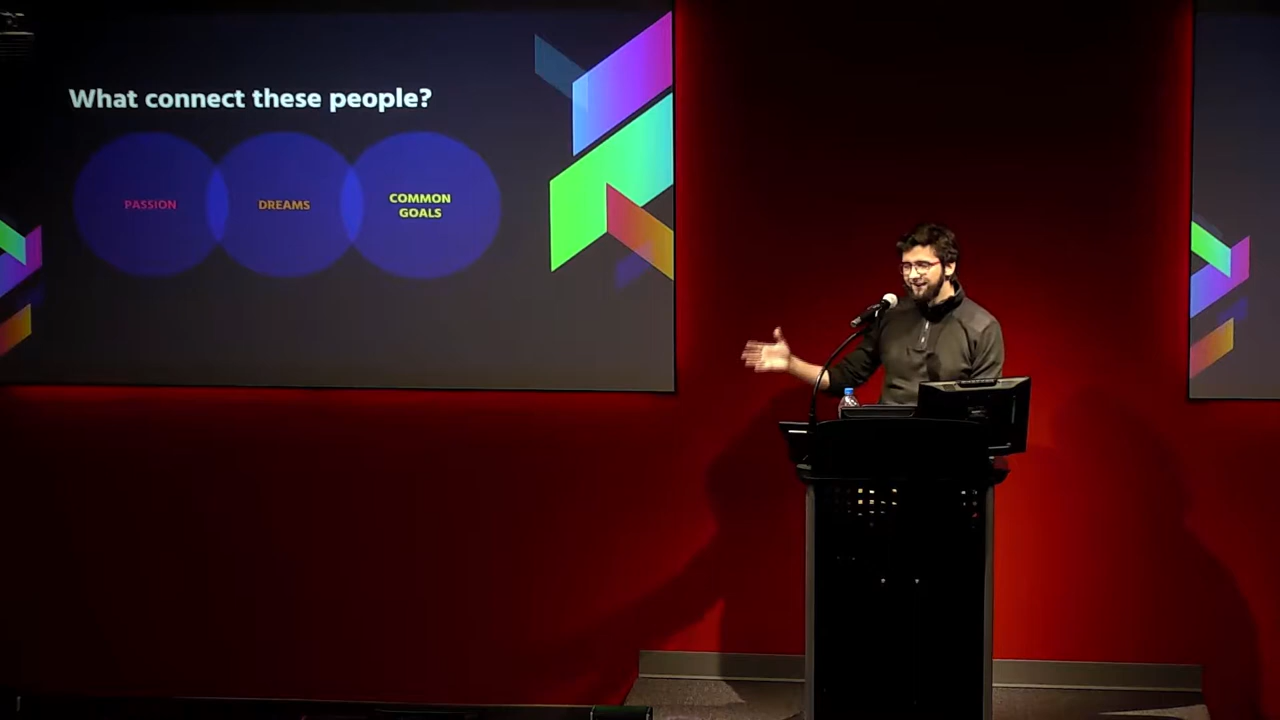 What connect these people?
PASSION
DREAMS
COMMON
GOALS